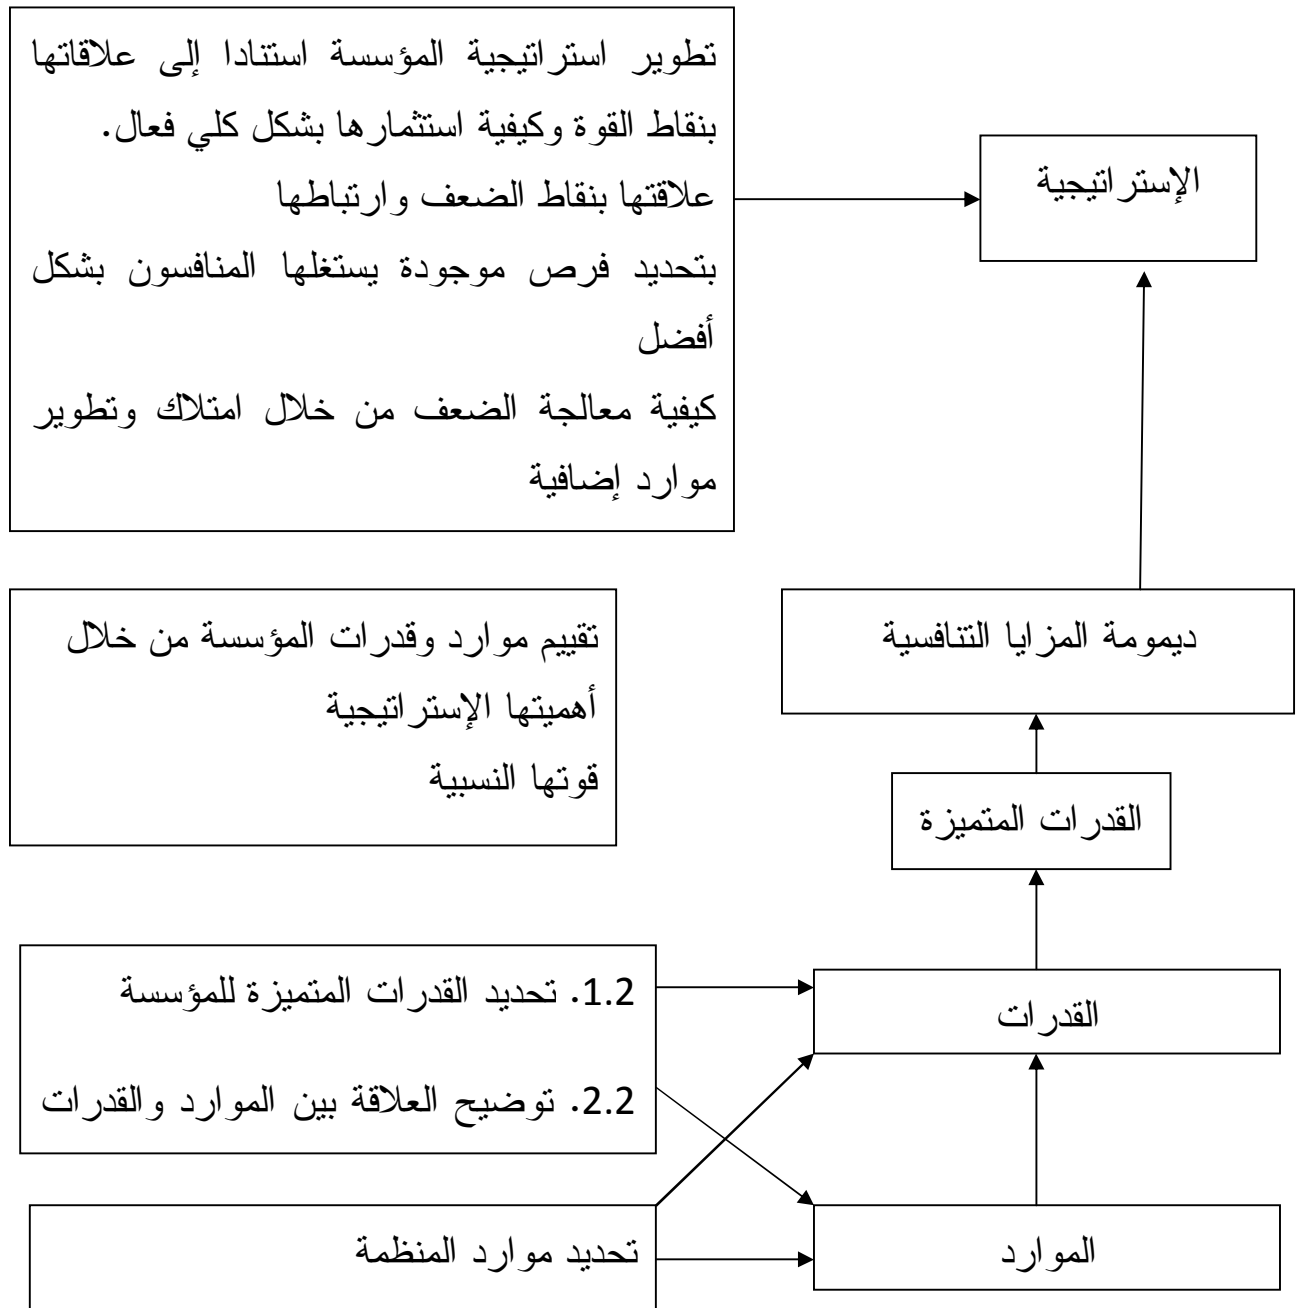 تطوير استراتيجية المؤسسة استنادا إلى علاقاتها
بنقاط القوة وكيفية استثمارها بشكل كلي فعال.
علاقتها بنقاط الضعف وارتباطها
بتحديد فرص موجودة يستغلها المنافسون بشكل
أفضل
كيفية معالجة الضعف من خلال امتلاك وتطوير
موارد إضافية
الإستراتيجية
ديمومة المزايا التنافسية
تقييم موارد وقدرات المؤسسة من خلال
أهميتها الإستراتيجية
قوتها النسبية
القدرات المتميزة
القدرات
1.2. تحديد القدرات المتميزة للمؤسسة
2.2. توضيح العلاقة بين الموارد والقدرات
الموارد
تحديد موارد المنظمة